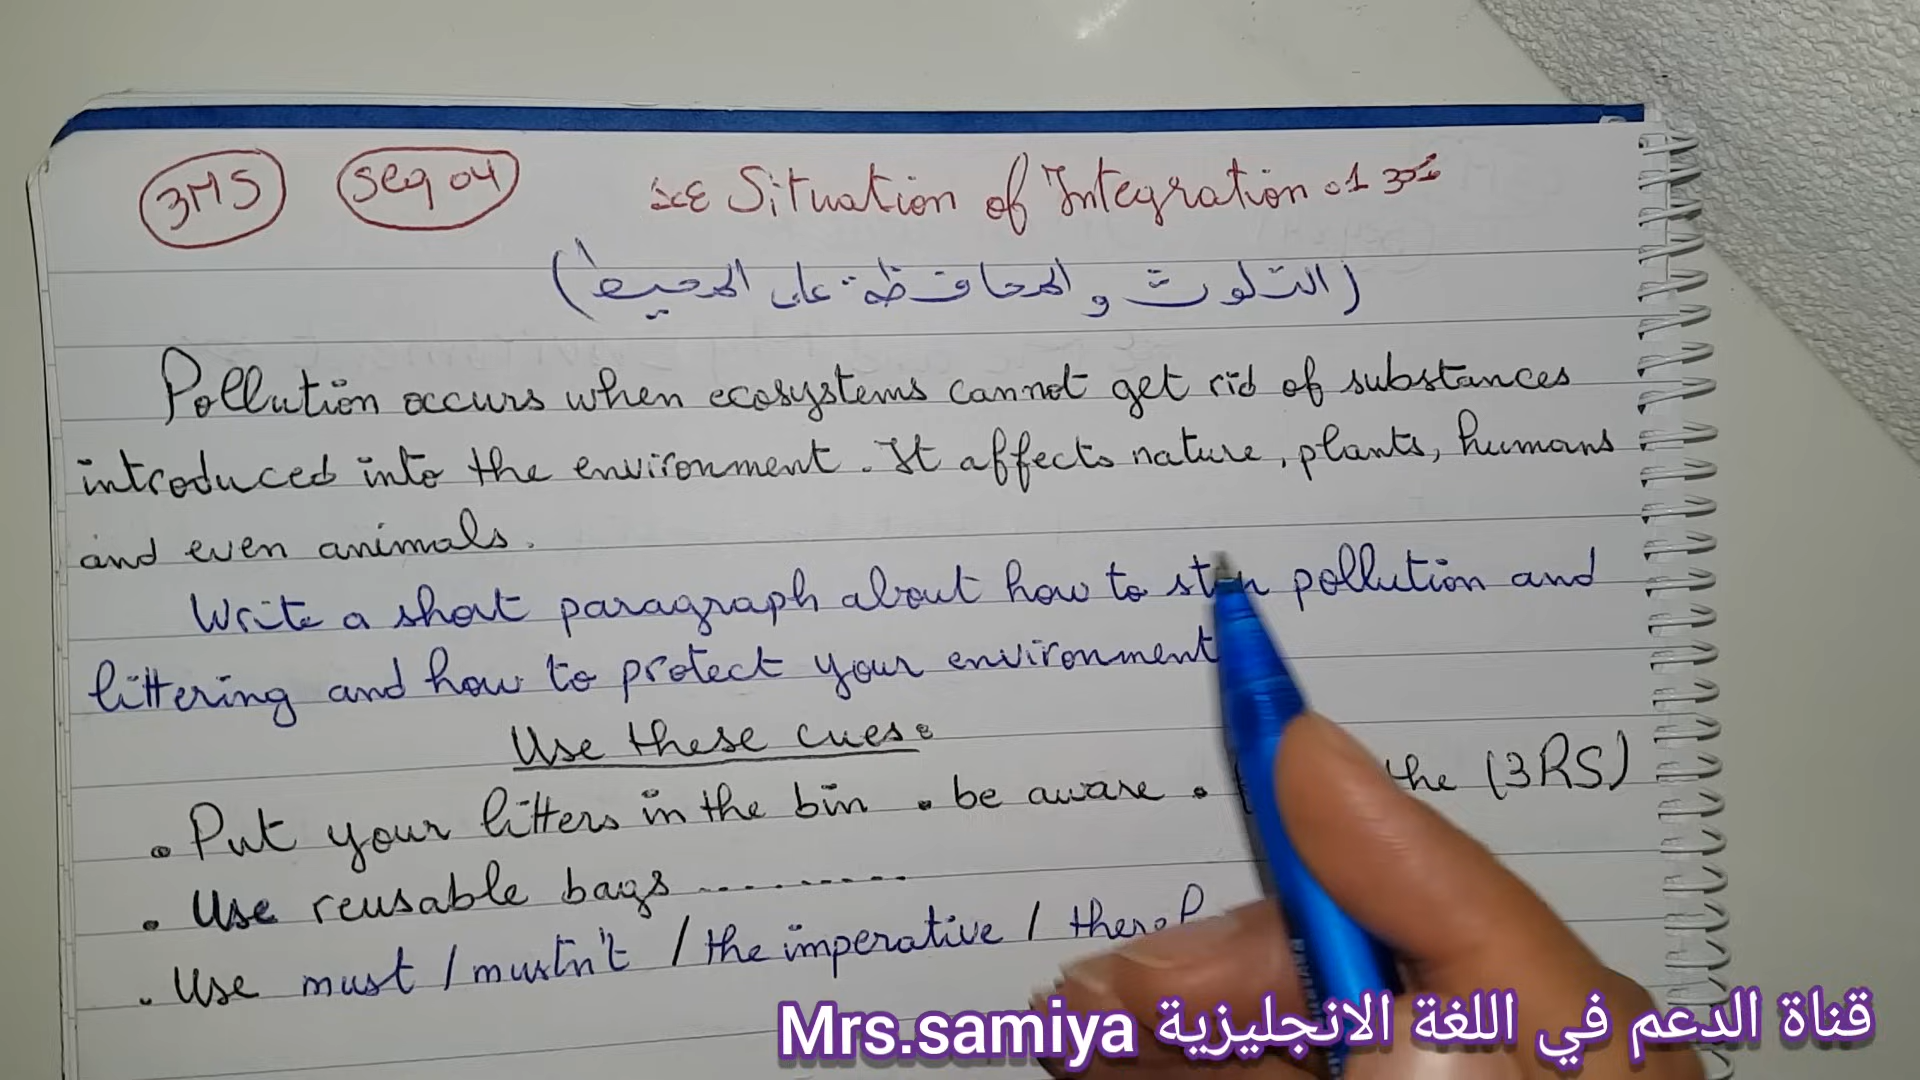 3MS Seq 04 Situation of Integration 01
(التلوث والمحافظة على المحيط)
Pollution occurs when ecosystems cannot get rid of substances
introduced into the environment. It affects nature, plants, humans
and even animals.
Write a short paragraph about how to stop pollution and
littering and how to protect your environment
Use these cues:
. Put your litters in the bin . be aware . the (3RS)
. Use reusable bags .........
. Use must / mustn't / the imperative /
Mrs.samiya قناة الدعم في اللغة الانجليزية